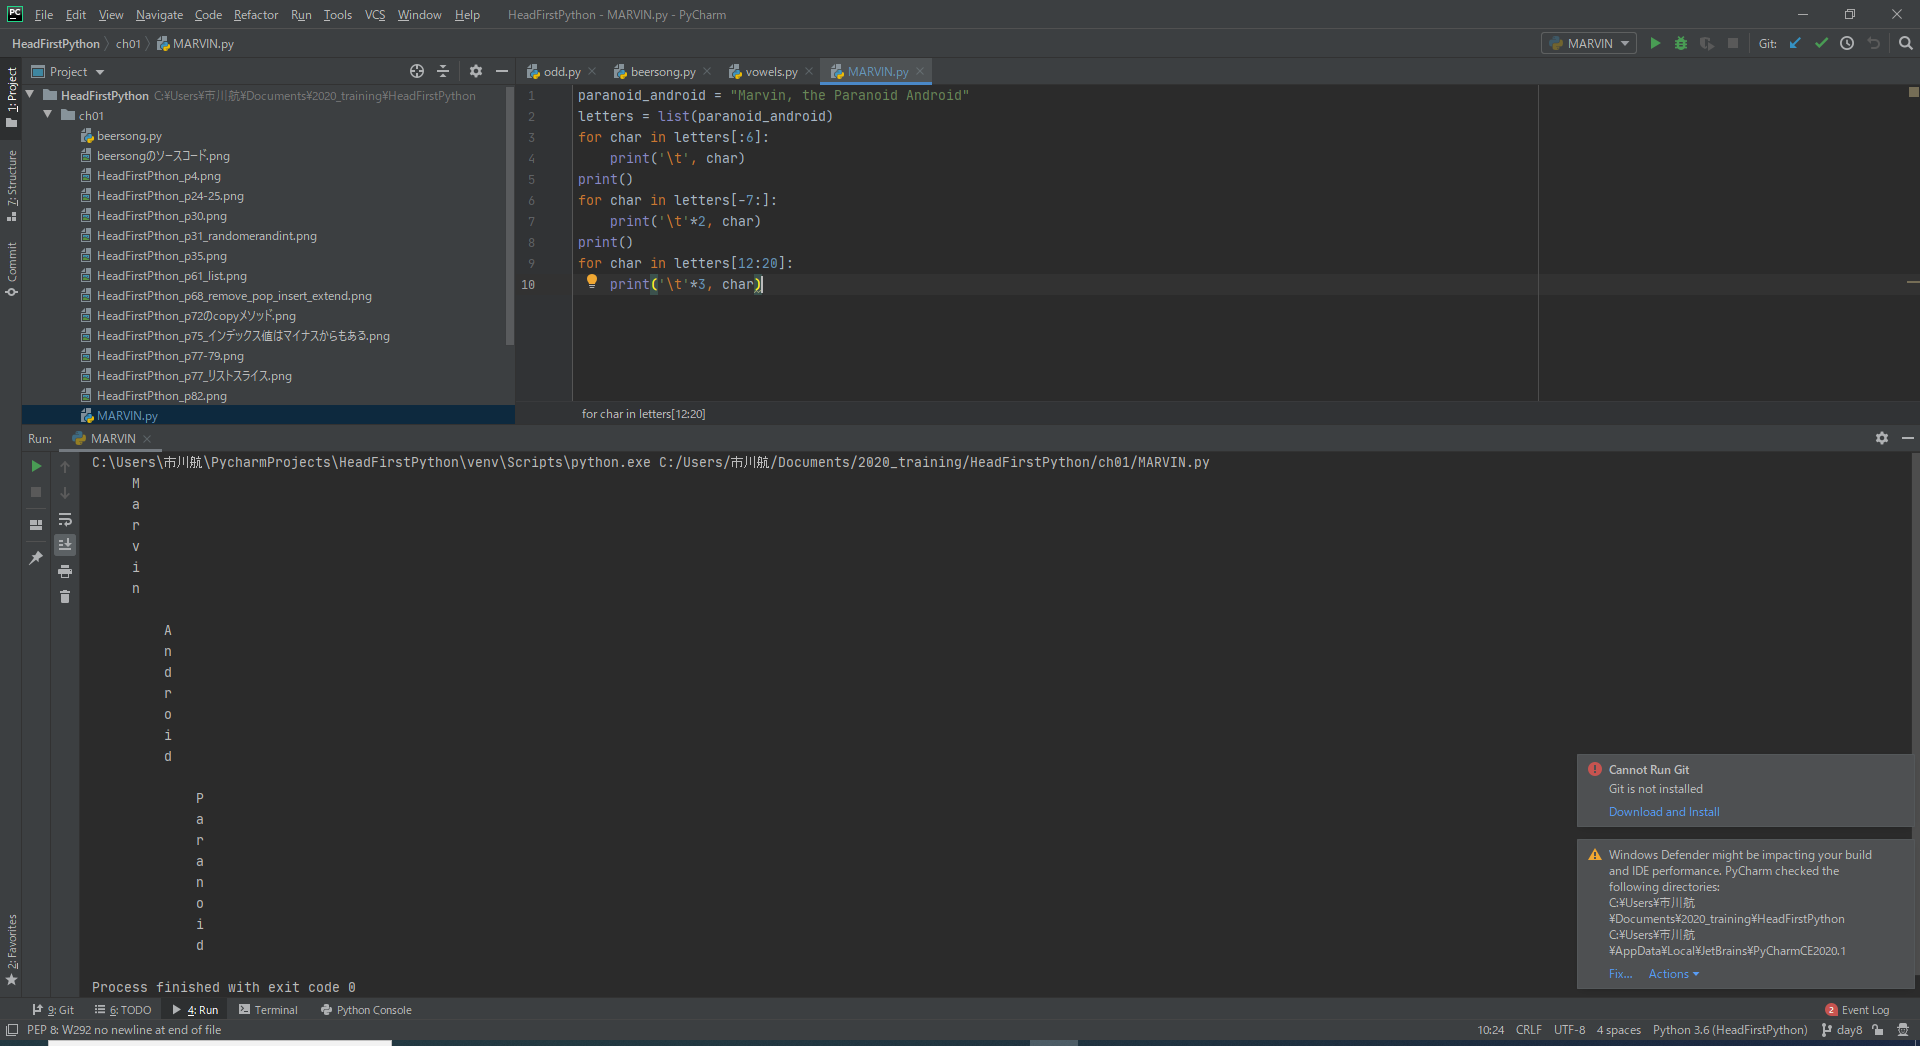 PC File Edit View Navigate Code Refactor Run Tools VCS Window Help HeadFirstPython - MARVIN.py - PyCharm
HeadFirstPython ch01 MARVIN.py MARVIN Git:
1: Project
7: Structure
Commit
2: Favorites
Project
HeadFirstPython C:¥Users¥市川航¥Documents¥2020_training¥HeadFirstPython
ch01
beersong.py
beersongのソースコード.png
HeadFirstPthon_p4.png
HeadFirstPthon_p24-25.png
HeadFirstPthon_p30.png
HeadFirstPthon_p31_randomerandint.png
HeadFirstPthon_p35.png
HeadFirstPthon_p61_list.png
HeadFirstPthon_p68_remove_pop_insert_extend.png
HeadFirstPthon_p72のcopyメソッド.png
HeadFirstPthon_p75_インデックス値はマイナスからもある.png
HeadFirstPthon_p77-79.png
HeadFirstPthon_p77_リストスライス.png
HeadFirstPthon_p82.png
MARVIN.py
odd.py beersong.py vowels.py MARVIN.py
1 paranoid_android = "Marvin, the Paranoid Android"
2 letters = list(paranoid_android)
3 for char in letters[:6]:
4 print('\t', char)
5 print()
6 for char in letters[-7:]:
7 print('\t'*2, char)
8 print()
9 for char in letters[12:20]:
10 print('\t'*3, char)
for char in letters[12:20]
Run: MARVIN
C:\Users\市川航\PycharmProjects\HeadFirstPython\venv\Scripts\python.exe C:/Users/市川航/Documents/2020_training/HeadFirstPython/ch01/MARVIN.py
M
a
r
v
i
n
A
n
d
r
o
i
d
P
a
r
a
n
o
i
d
Process finished with exit code 0
Cannot Run Git
Git is not installed
Download and Install
Windows Defender might be impacting your build
and IDE performance. PyCharm checked the
following directories:
C:¥Users¥市川航
¥Documents¥2020_training¥HeadFirstPython
C:¥Users¥市川航
¥AppData¥Local¥JetBrains¥PyCharmCE2020.1
Fix... Actions
9: Git 6: TODO 4: Run Terminal Python Console 2 Event Log
PEP 8: W292 no newline at end of file 10:24 CRLF UTF-8 4 spaces Python 3.6 (HeadFirstPython) day8